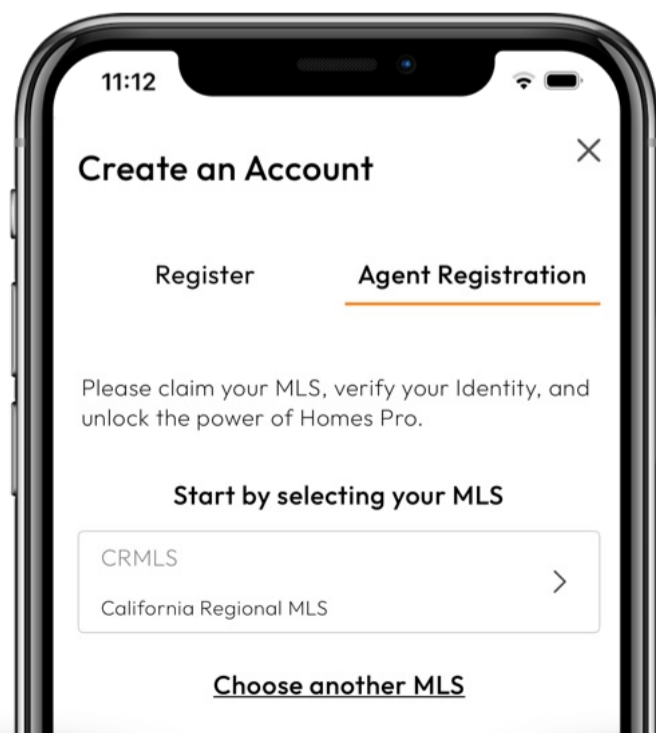 11:12
Create an Account
Register
Agent Registration
Please claim your MLS, verify your Identity, and
unlock the power of Homes Pro.
Start by selecting your MLS
CRMLS
California Regional MLS
Choose another MLS